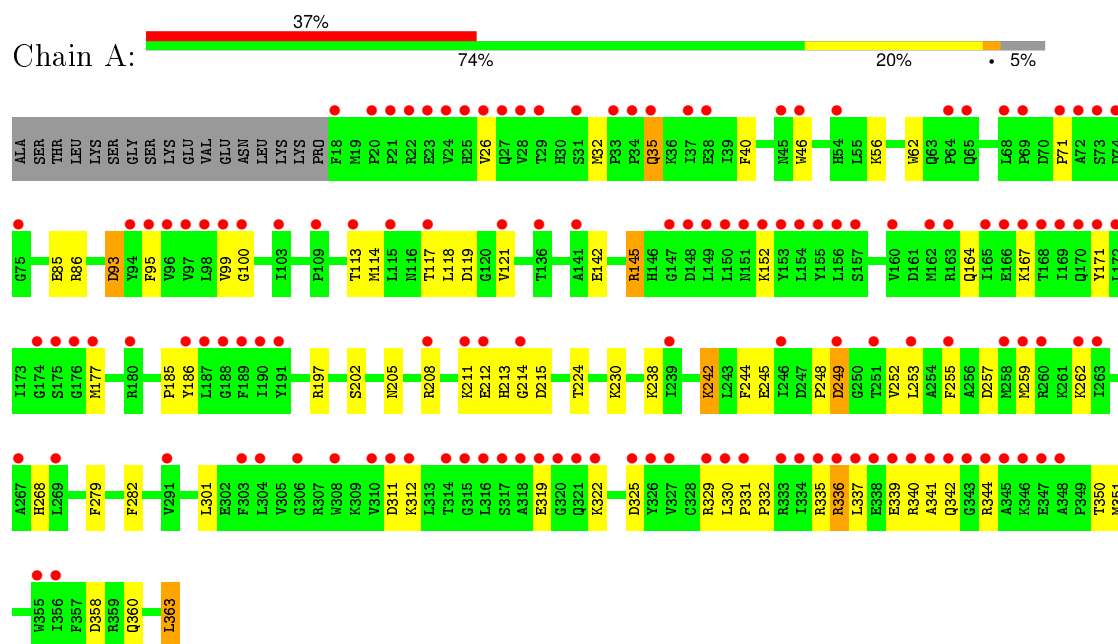 37%
Chain A:
74% 20% • 5%
ALA SER THR LEU LYS SER GLY SER LYS GLU VAL GLU ASN LEU LYS LYS PRO F18 M19 P20 P21 R22 E23 V24 H25 V26 Q27 V28 T29 H30 S31 M32 P33 P34 Q35 K36 I37 E38 I39 F40 N45 W46 H54 L55 K56 W62 Q63 P64 Q65 L68 P69 D70 P71 A72 S73 D74
G75 E85 R86 D93 Y94 F95 V96 V97 L98 V99 G100 I103 P109 T113 M114 L115 N116 T117 L118 D119 G120 V121 T136 A141 E142 R145 H146 G147 D148 L149 L150 N151 K152 Y153 L154 Y155 L156 S157 V160 D161 M162 R163 Q164 I165 E166 K167 T168 I169 Q170 Y171 L172
I173 G174 S175 G176 M177 R180 P185 Y186 L187 G188 F189 I190 Y191 R197 S202 N205 R208 K211 E212 H213 G214 D215 T224 K230 K238 I239 K242 L243 F244 E245 I246 D247 P248 D249 G250 T251 V252 L253 A254 F255 A256 D257 M258 M259 R260 K261 K262 I263
A267 H268 L269 F279 F282 V291 L301 E302 F303 L304 V305 G306 R307 W308 K309 V310 D311 K312 L313 T314 G315 L316 S317 A318 E319 G320 Q321 K322 D325 Y326 V327 C328 R329 L330 P331 P332 R333 I334 R335 R336 L337 E338 E339 R340 A341 Q342 G343 R344 A345 K346 E347 A348 P349 T350 M351
W355 I356 F357 D358 R359 Q360 L363